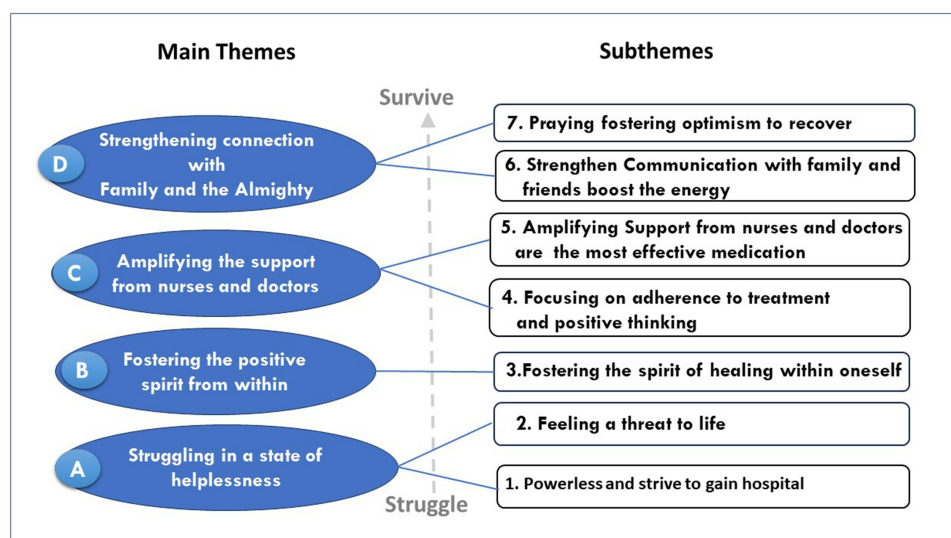 Main Themes
Subthemes
Survive
D
Strengthening connection
with
Family and the Almighty
7. Praying fostering optimism to recover
6. Strengthen Communication with family and
friends boost the energy
C
Amplifying the support
from nurses and doctors
5. Amplifying Support from nurses and doctors
are the most effective medication
4. Focusing on adherence to treatment
and positive thinking
B
Fostering the positive
spirit from within
3.Fostering the spirit of healing within oneself
A
Struggling in a state of
helplessness
2. Feeling a threat to life
1. Powerless and strive to gain hospital
Struggle